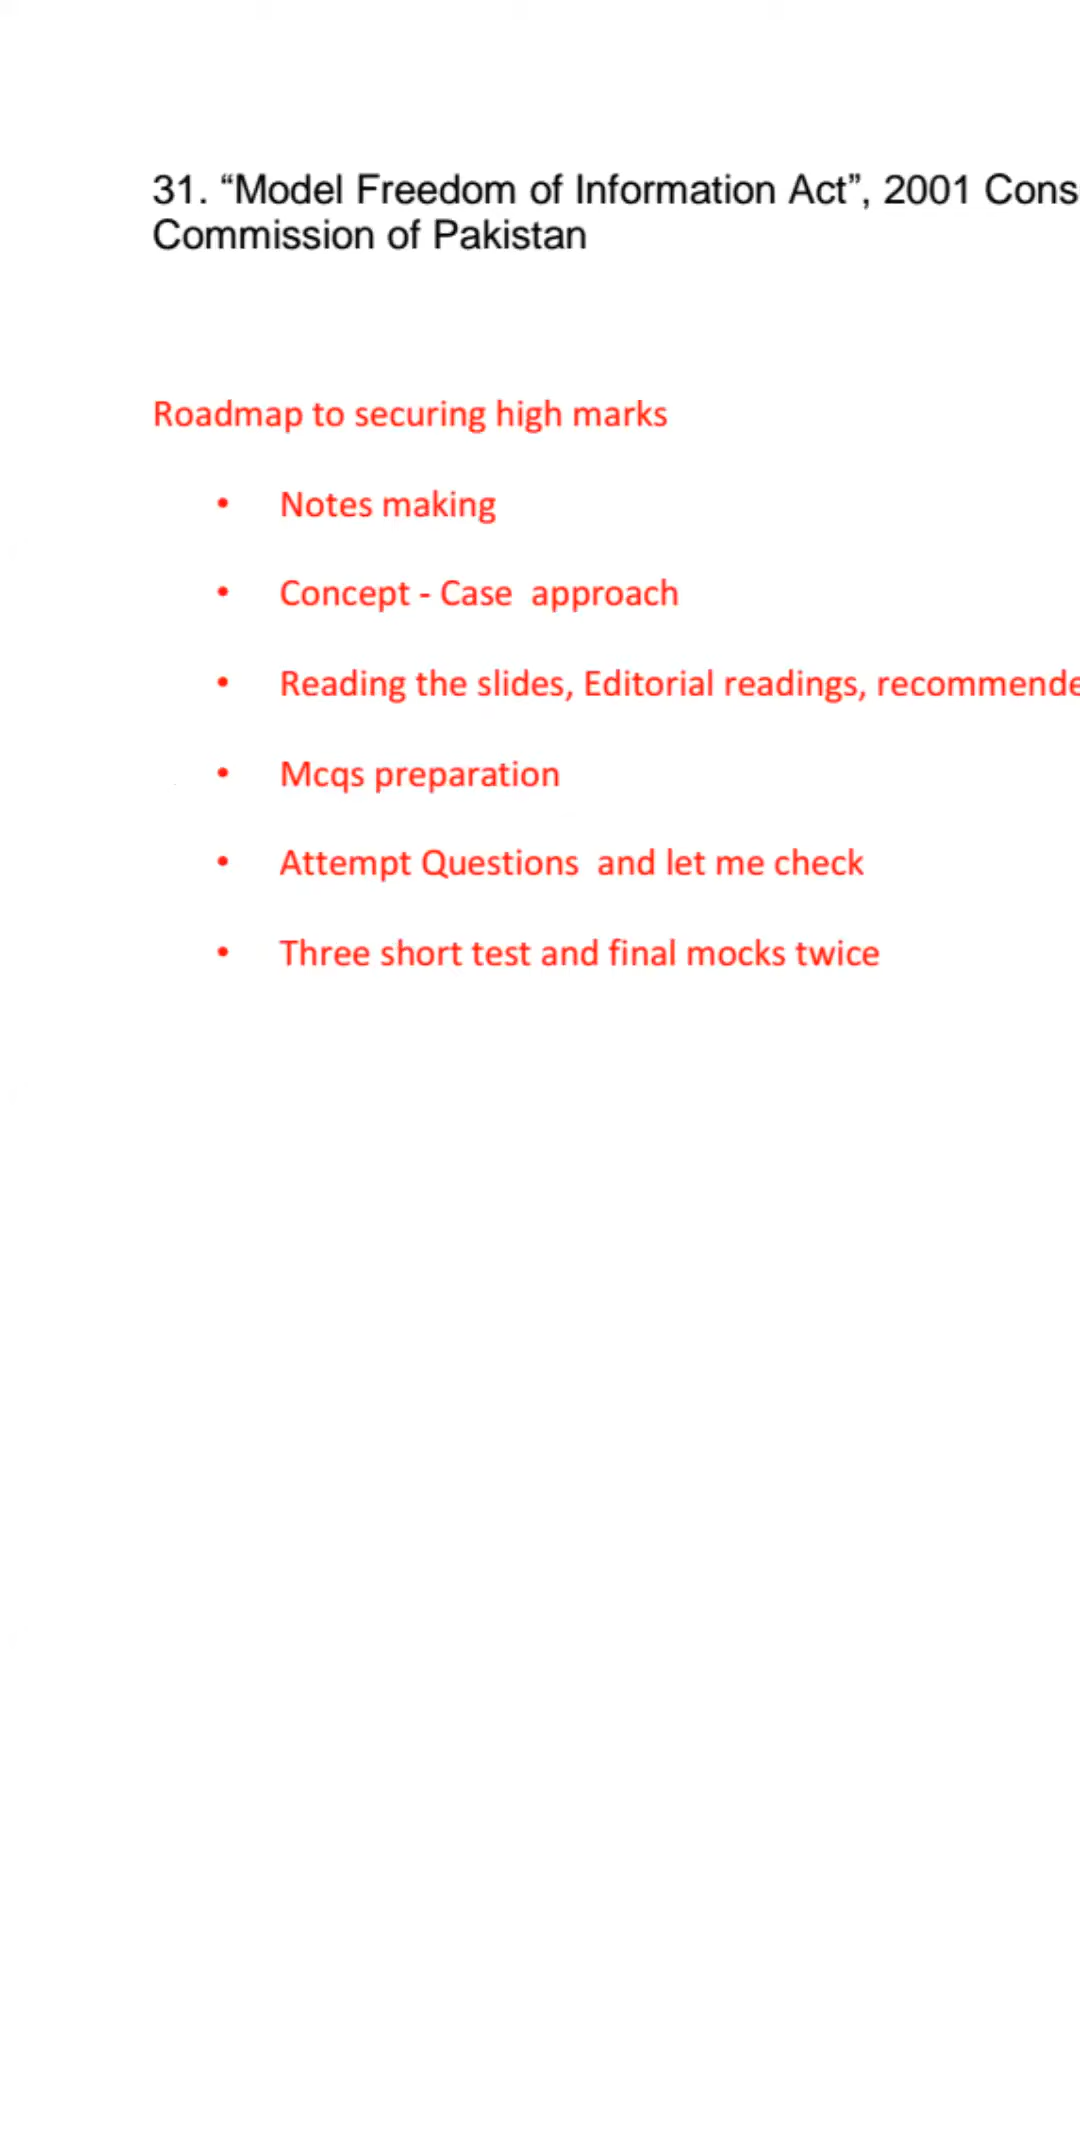 31. “Model Freedom of Information Act”, 2001
Commission of Pakistan
Roadmap to securing high marks
• Notes making
• Concept - Case approach
• Reading the slides, Editorial readings,
• Mcqs preparation
• Attempt Questions and let me check
• Three short test and final mocks twice